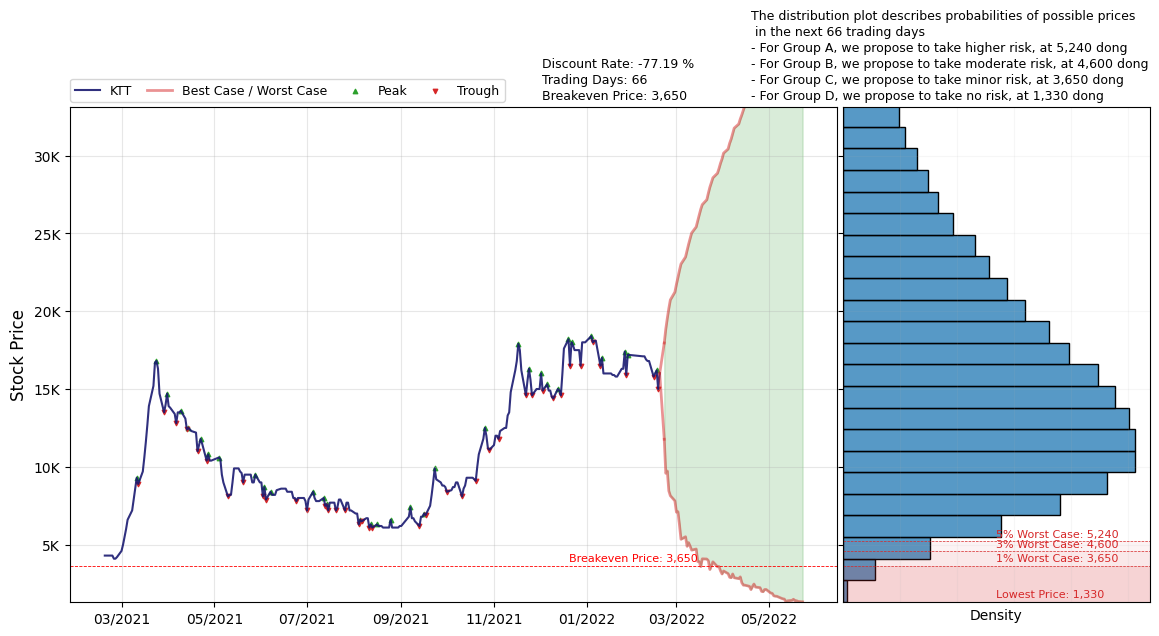 The distribution plot describes probabilities of possible prices
in the next 66 trading days
- For Group A, we propose to take higher risk, at 5,240 dong
- For Group B, we propose to take moderate risk, at 4,600 dong
- For Group C, we propose to take minor risk, at 3,650 dong
- For Group D, we propose to take no risk, at 1,330 dong
Discount Rate: -77.19 %
Trading Days: 66
Breakeven Price: 3,650
KTT
Best Case / Worst Case
Peak
Trough
Stock Price
30K
25K
20K
15K
10K
5K
Breakeven Price: 3,650
5% Worst Case: 5,240
3% Worst Case: 4,600
1% Worst Case: 3,650
Lowest Price: 1,330
03/2021
05/2021
07/2021
09/2021
11/2021
01/2022
03/2022
05/2022
Density